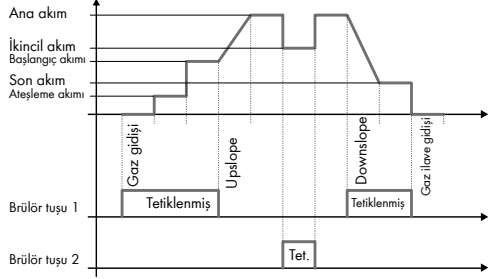 Ana akım
İkincil akım
Başlangıç akımı
Son akım
Ateşleme akımı
Gaz gidişi
Upslope
Downslope
Gaz ilave gidişi
Brülör tuşu 1
Tetiklenmiş
Tetiklenmiş
Brülör tuşu 2
Tet.